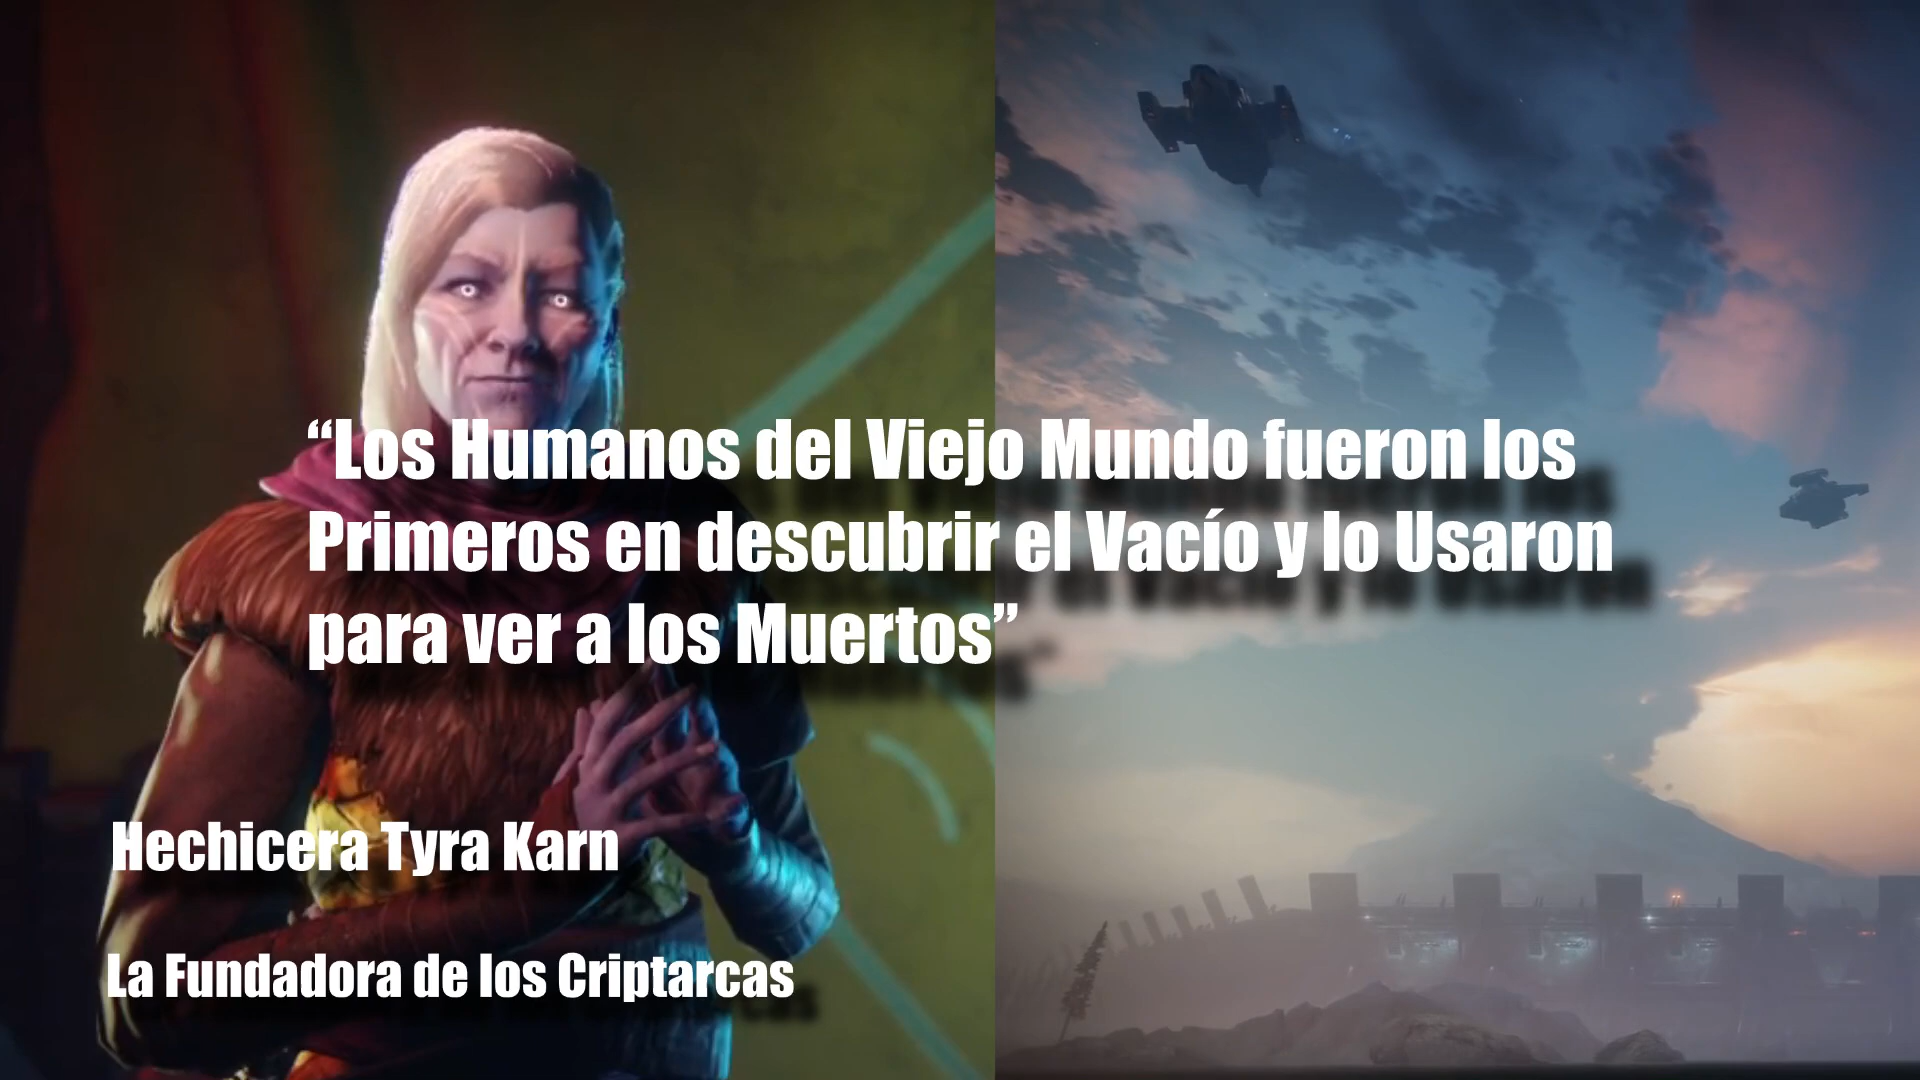 “Los Humanos del Viejo Mundo fueron los
Primeros en descubrir el Vacío y lo Usaron
para ver a los Muertos”
Hechicera Tyra Karn
La Fundadora de los Criptarcas